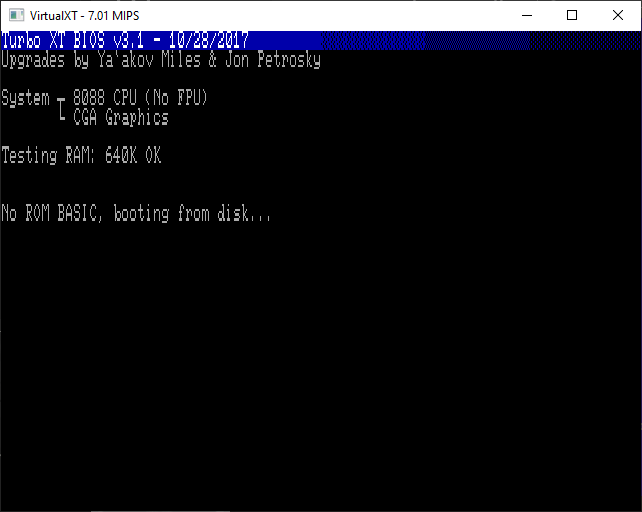 VirtualXT - 7.01 MIPS
Turbo XT BIOS v3.1 - 10/28/2017
Upgrades by Ya`akov Miles & Jon Petrosky
System ┬ 8088 CPU (No FPU)
└ CGA Graphics
Testing RAM: 640K OK
No ROM BASIC, booting from disk...